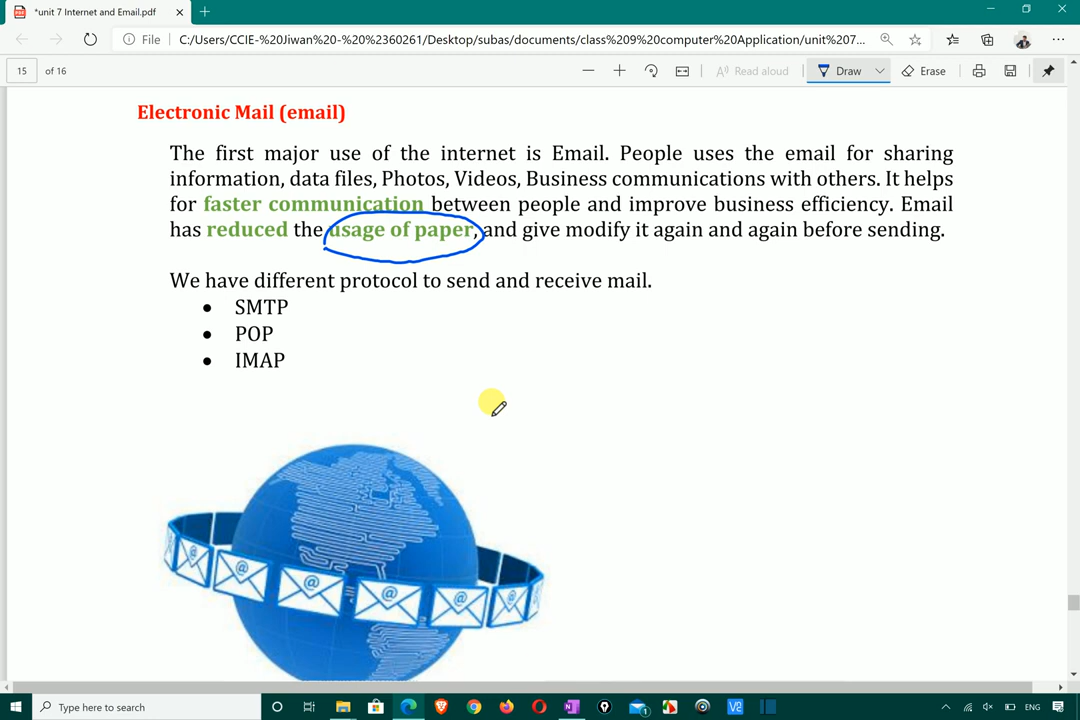 *unit 7 Internet and Email.pdf
File
C:/Users/CCIE-%20Jiwan%20-%20%2360261/Desktop/subas/documents/class%209%20computer%20Application/unit%207...
15 of 16
Read aloud
Draw
Erase
Electronic Mail (email)
The first major use of the internet is Email. People uses the email for sharing
information, data files, Photos, Videos, Business communications with others. It helps
for faster communication between people and improve business efficiency. Email
has reduced the usage of paper, and give modify it again and again before sending.
We have different protocol to send and receive mail.
• SMTP
• POP
• IMAP
@ @ @ @ @ @
Type here to search
ENG